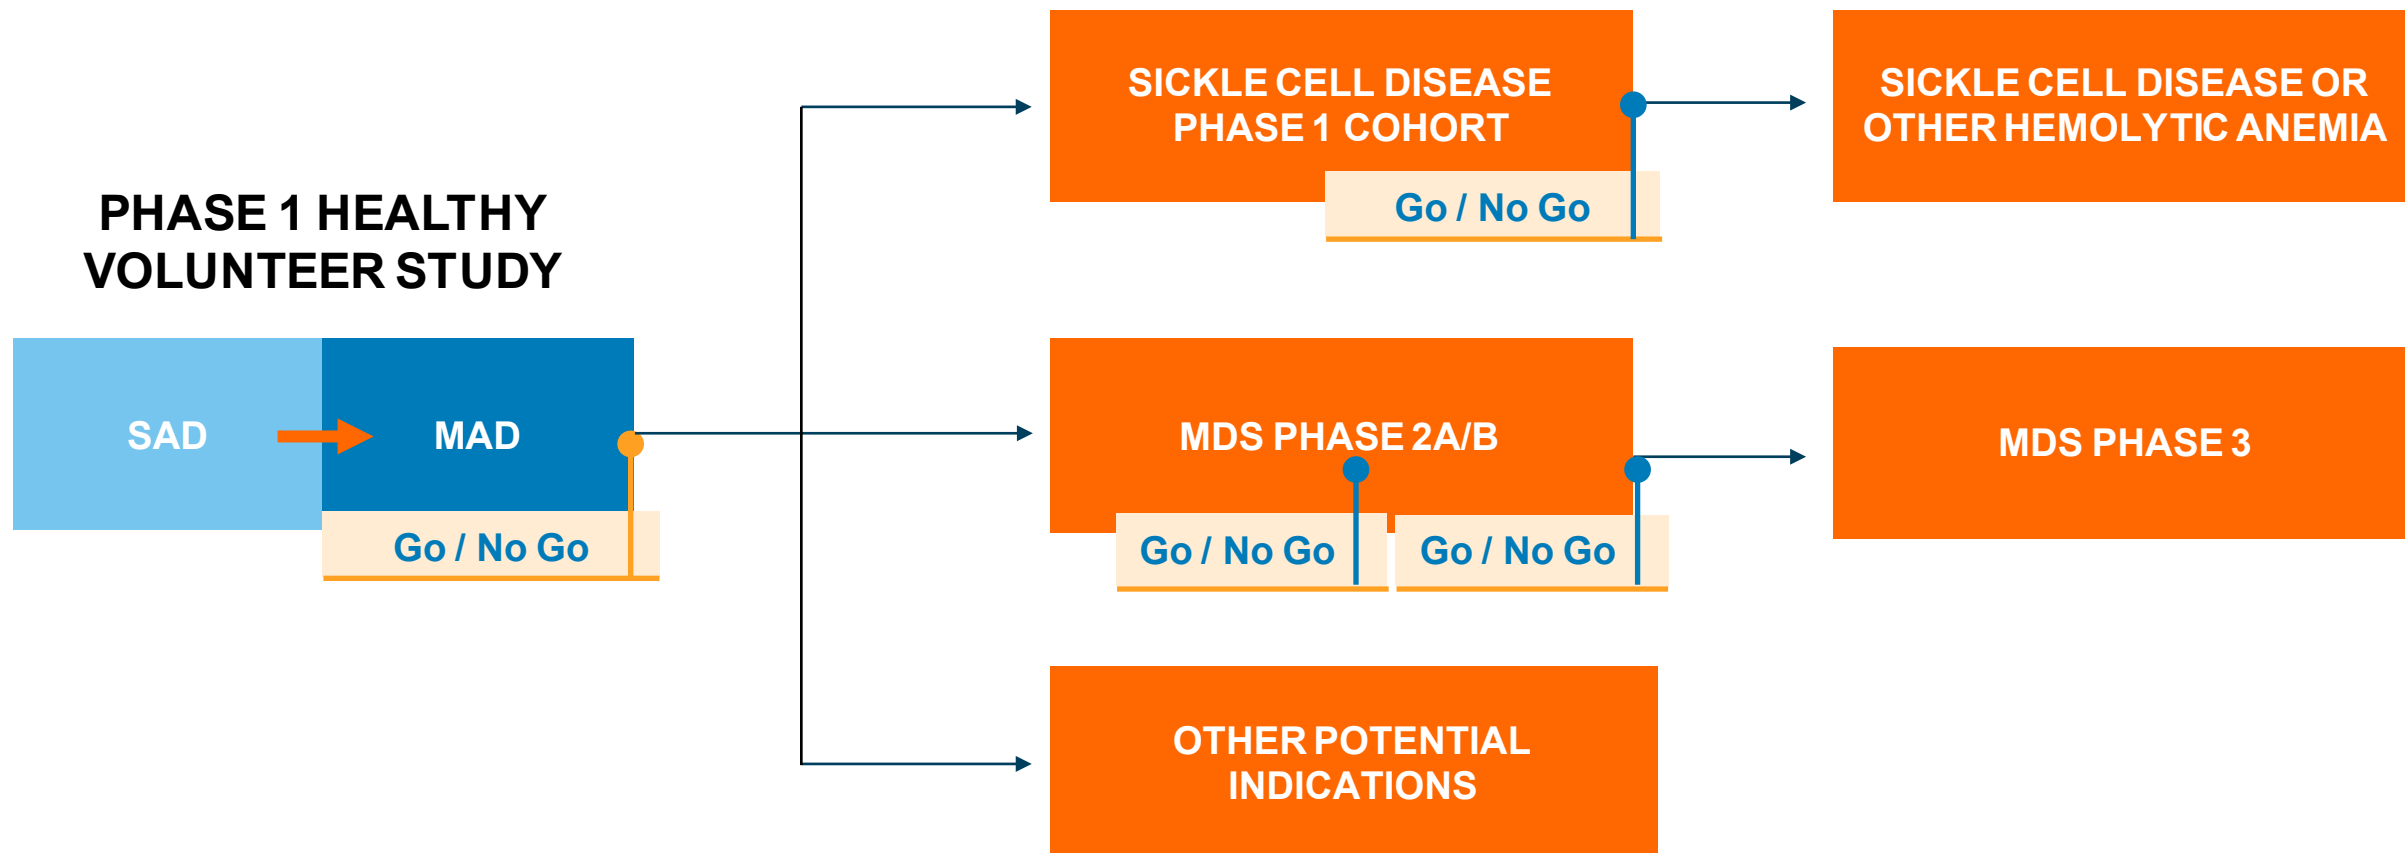 PHASE 1 HEALTHY
VOLUNTEER STUDY
SAD
MAD
Go / No Go
SICKLE CELL DISEASE
PHASE 1 COHORT
Go / No Go
SICKLE CELL DISEASE OR
OTHER HEMOLYTIC ANEMIA
MDS PHASE 2A/B
Go / No Go
Go / No Go
MDS PHASE 3
OTHER POTENTIAL
INDICATIONS